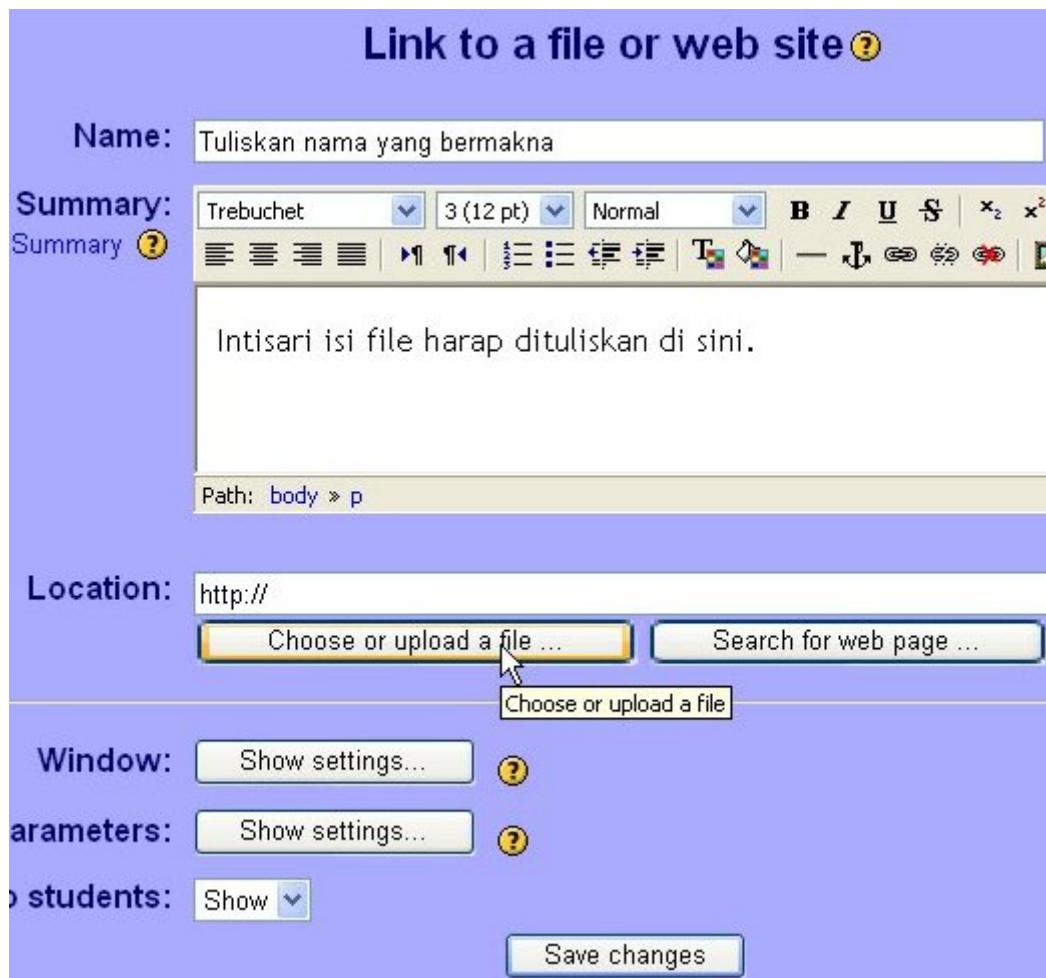 Link to a file or web site ?
Name: Tuliskan nama yang bermakna
Summary: Trebuchet 3 (12 pt) Normal B I U S x₂ x²
Summary ?
Intisari isi file harap dituliskan di sini.
Path: body » p
Location: http://
Choose or upload a file ... Search for web page ...
Choose or upload a file
Window: Show settings... ?
arameters: Show settings... ?
o students: Show
Save changes